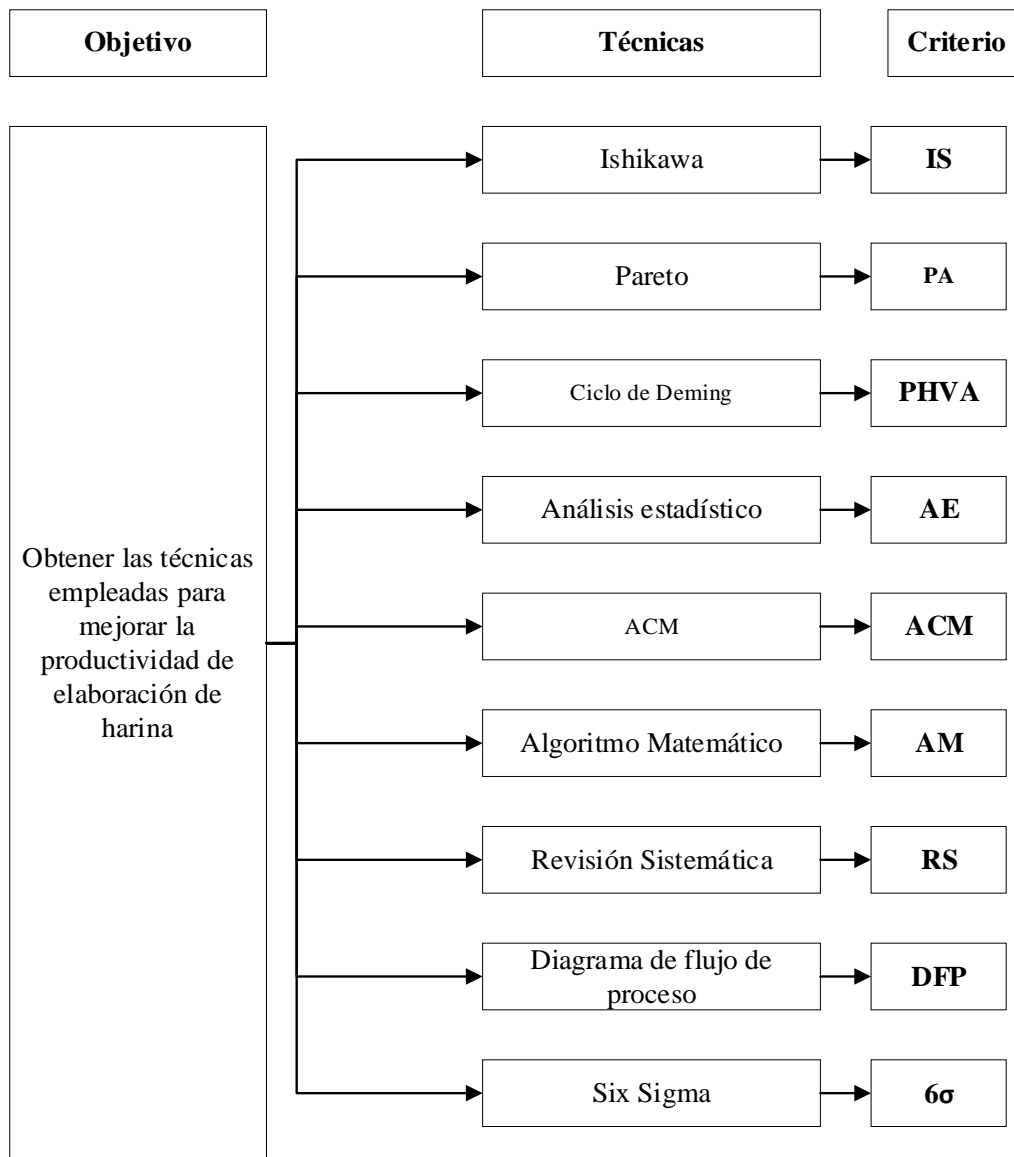 Objetivo
Técnicas
Criterio
Ishikawa
IS
Pareto
PA
Ciclo de Deming
PHVA
Análisis estadístico
AE
Obtener las técnicas
empleadas para
mejorar la
productividad de
elaboración de
harina
ACM
ACM
Algoritmo Matemático
AM
Revisión Sistemática
RS
Diagrama de flujo de
proceso
DFP
Six Sigma
6σ